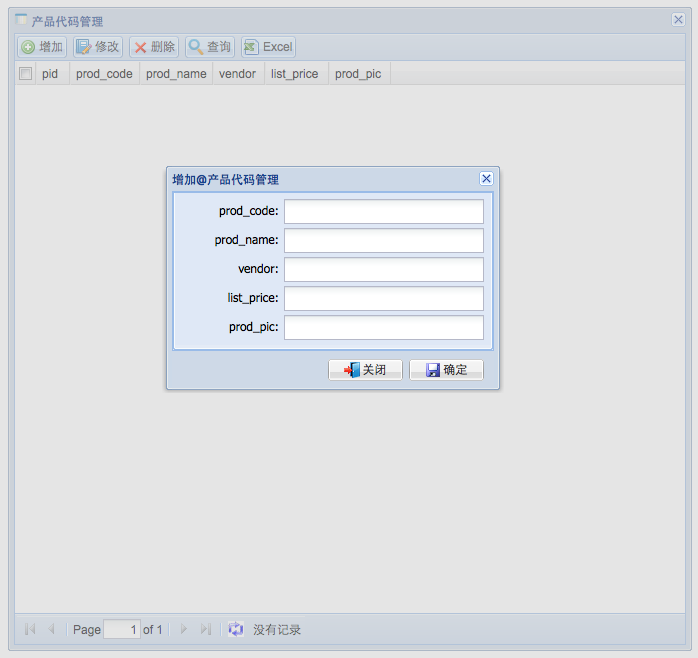 产品代码管理
增加 修改 删除 查询 Excel
pid prod_code prod_name vendor list_price prod_pic
增加@产品代码管理
prod_code:
prod_name:
vendor:
list_price:
prod_pic:
关闭 确定
Page 1 of 1 没有记录